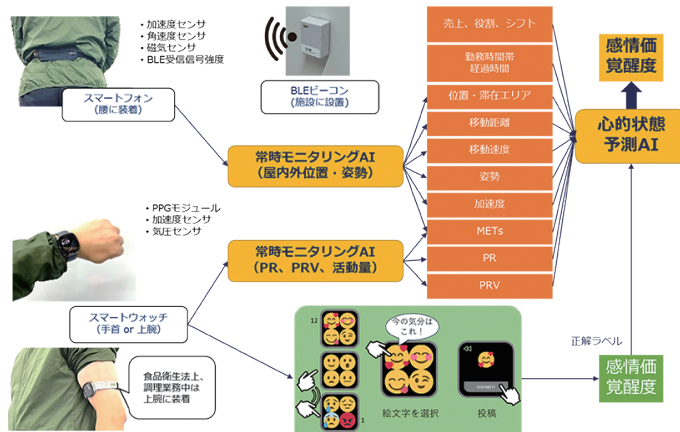 ・加速度センサ
・角速度センサ
・磁気センサ
・BLE受信信号強度
スマートフォン
(腰に装着)
BLEビーコン
(施設に設置)
売上、役割、シフト
勤務時間帯
経過時間
位置・滞在エリア
移動距離
移動速度
姿勢
加速度
METs
PR
PRV
感情価
覚醒度
心的状態
予測AI
常時モニタリングAI
(屋内外位置・姿勢)
・PPGモジュール
・加速度センサ
・気圧センサ
常時モニタリングAI
(PR、PRV、活動量)
スマートウォッチ
(手首 or 上腕)
食品衛生法上、
調理業務中は
上腕に装着
12
1
今の気分は
これ！
絵文字を選択
投稿
正解ラベル
感情価
覚醒度